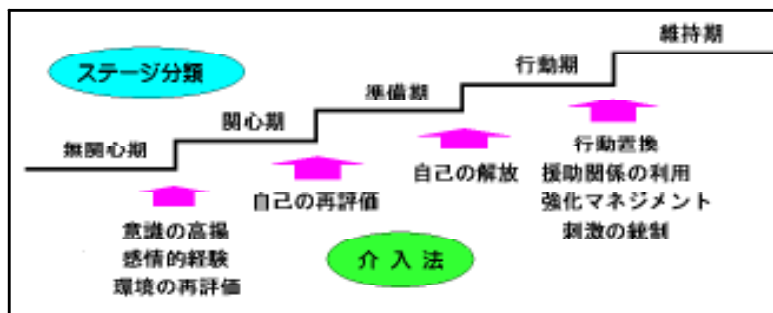 ステージ分類
無関心期
関心期
準備期
行動期
維持期
意識の高揚
感情的経験
環境の再評価
自己の再評価
自己の解放
行動置換
援助関係の利用
強化マネジメント
刺激の統制
介入法